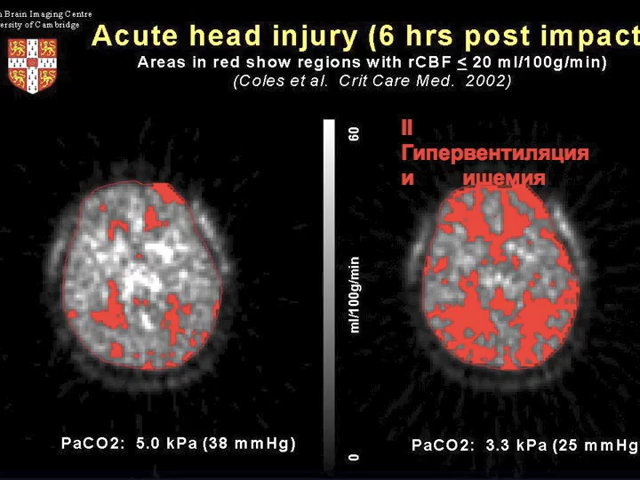 n Brain Imaging Centre
ersity of Cambridge
Acute head injury (6 hrs post impact
Areas in red show regions with rCBF ≤ 20 ml/100g/min)
(Coles et al. Crit Care Med. 2002)
60
ml/100g/min
0
II
Гипервентиляция
и ишемия
PaCO2: 5.0 kPa (38 mmHg)
PaCO2: 3.3 kPa (25 mmHg